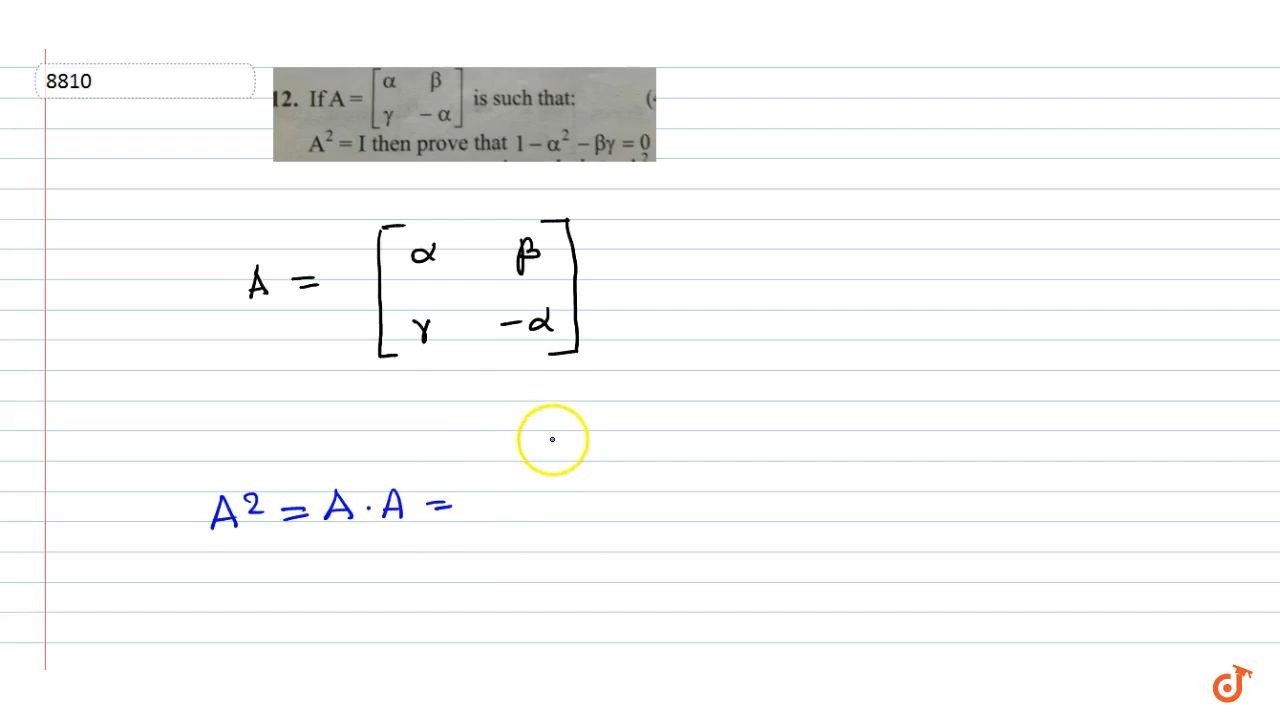 8810
12. If A = [α β
γ −α] is such that: (
A² = I then prove that 1 − α² − βγ = 0
A = [α β
γ −α]
A² = A · A =